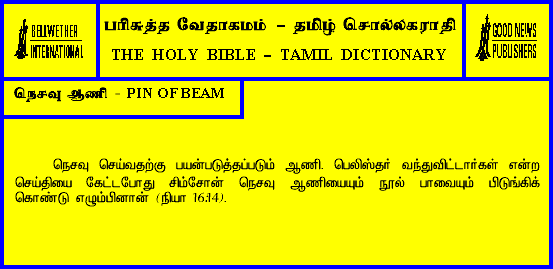 BELLWETHER
INTERNATIONAL
பரிசுத்த வேதாகமம் – தமிழ் சொல்லகராதி
THE HOLY BIBLE – TAMIL DICTIONARY
GOOD NEWS
PUBLISHERS
நெசவு ஆணி - PIN OF BEAM
நெசவு செய்வதற்கு பயன்படுத்தப்படும் ஆணி. பெலிஸ்தர் வந்துவிட்டார்கள் என்ற
செய்தியை கேட்டபோது சிம்சோன் நெசவு ஆணியையும் நூல் பாவையும் பிடுங்கிக்
கொண்டு எழும்பினான் (நியா 16:14).